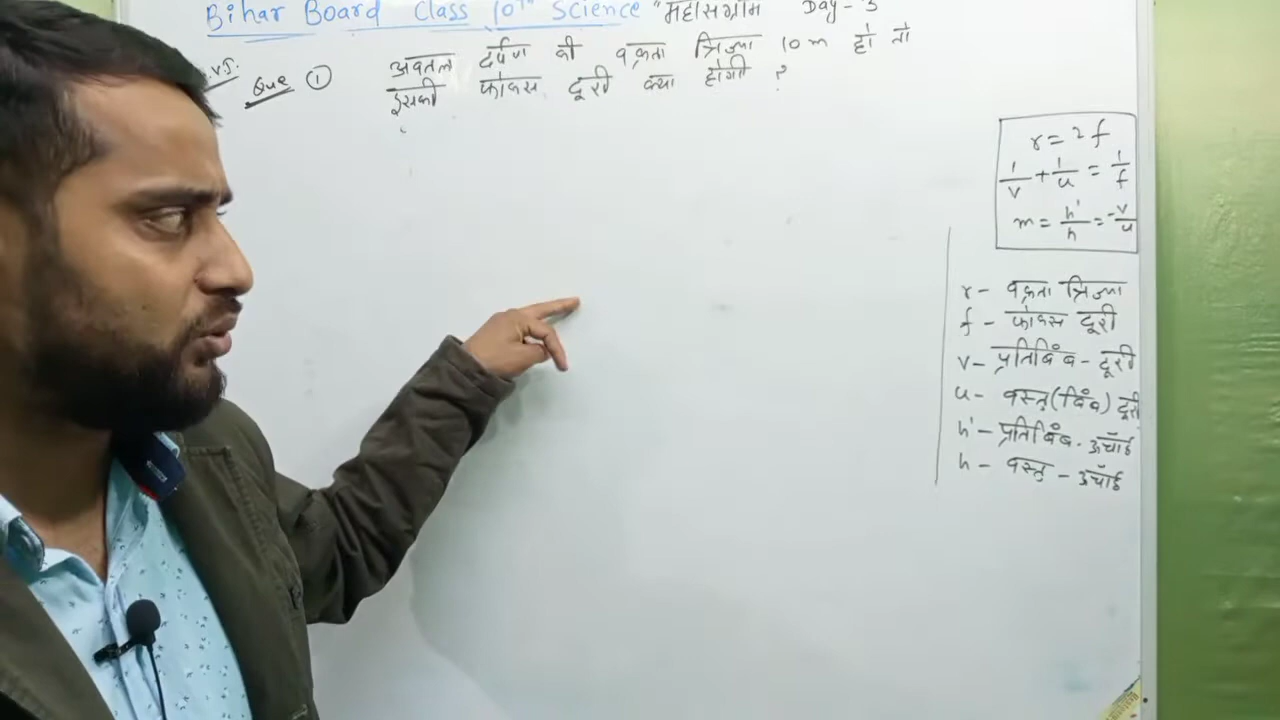 Bihar Board Class 10th Science "महासंग्राम Day-3
Que ① अवतल दर्पण की वक्रता त्रिज्या 10 m हो तो
इसकी फोकस दूरी क्या होगी ?
r = 2f
1/v + 1/u = 1/f
m = h'/h = -v/u
r - वक्रता त्रिज्या
f - फोकस दूरी
v - प्रतिबिंब - दूरी
u - वस्तु (बिंब) दूरी
h' - प्रतिबिंब - ऊँचाई
h - वस्तु - ऊँचाई